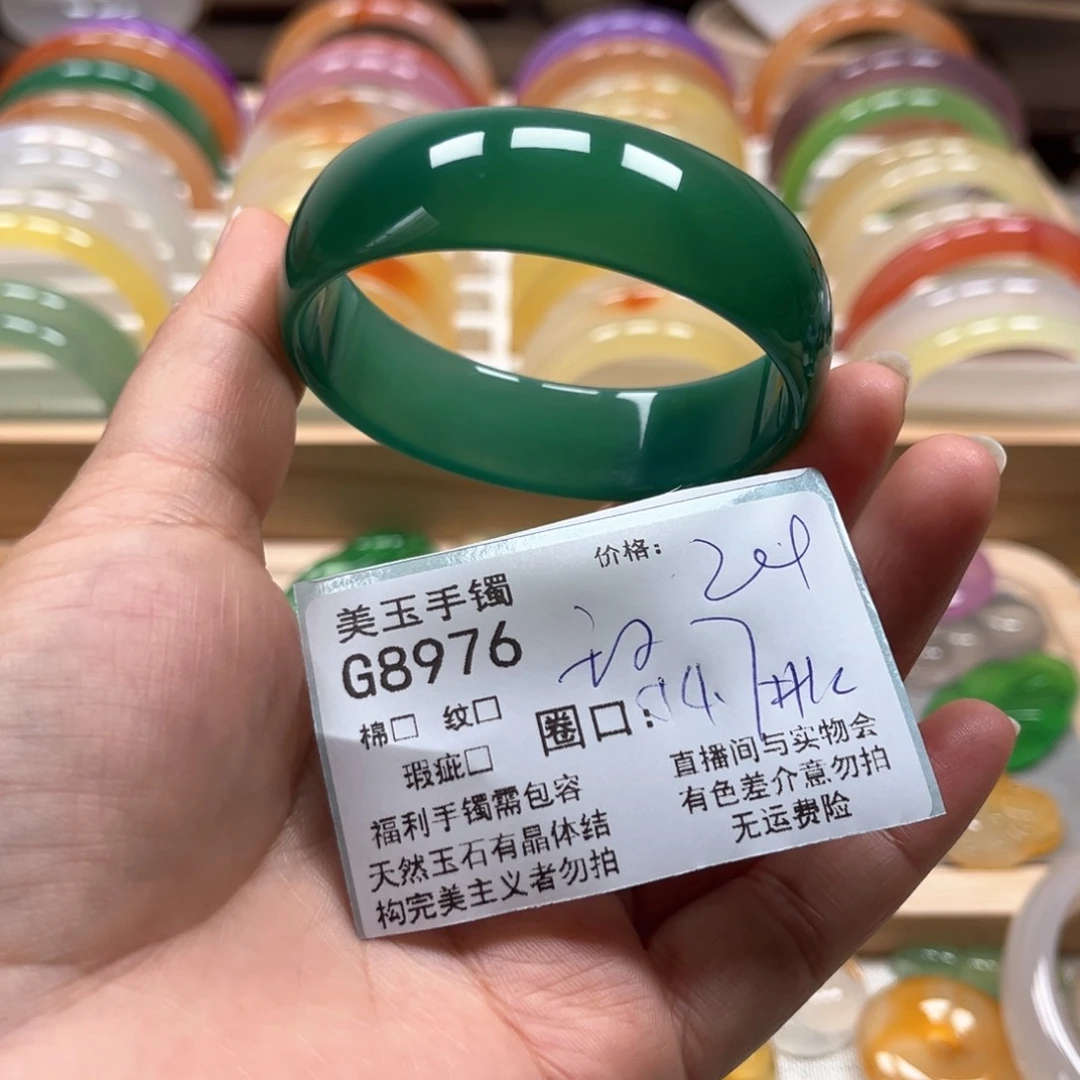 价格：
美玉手镯
G8976
棉□ 纹□
圈口：54.7
瑕疵□
直播间与实物会
有色差介意勿拍
无运费险
福利手镯需包容
天然玉石有晶体结
构完美主义者勿拍